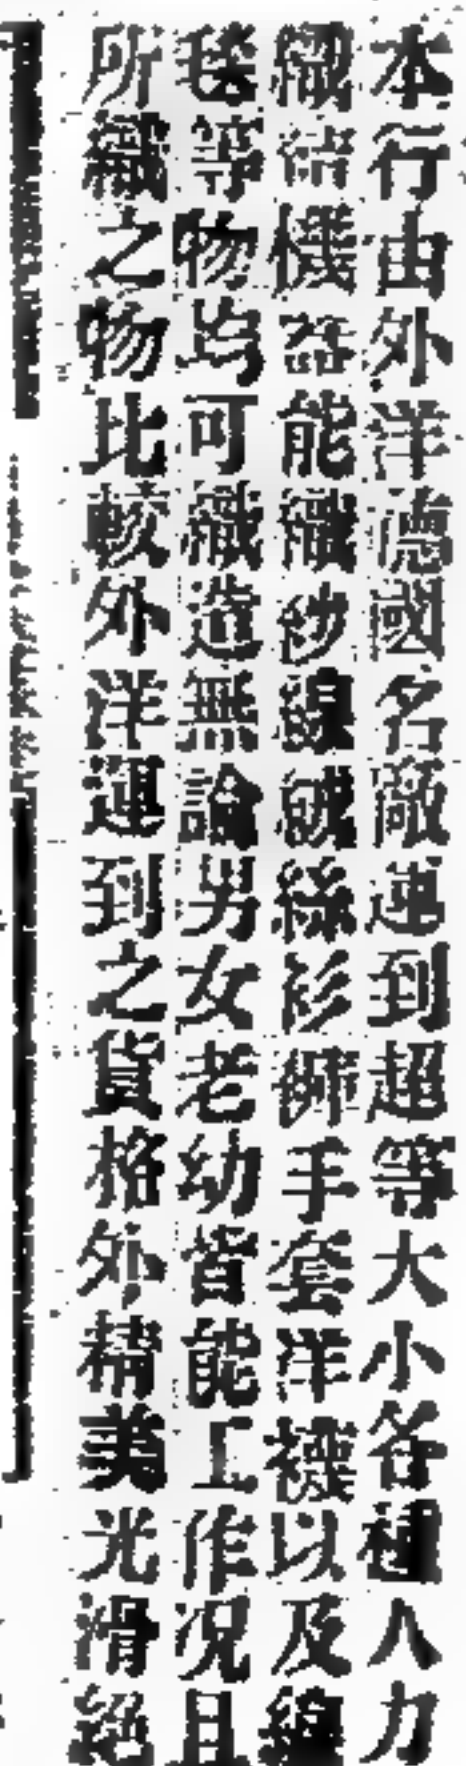 本行由外洋德國名廠運到超等大小各種人力
織結機器能織紗線絨絲衫褲手套洋襪以及線
毯等物均可織造無論男女老幼皆能工作况且
所織之物比較外洋運到之貨格外精美光滑絕